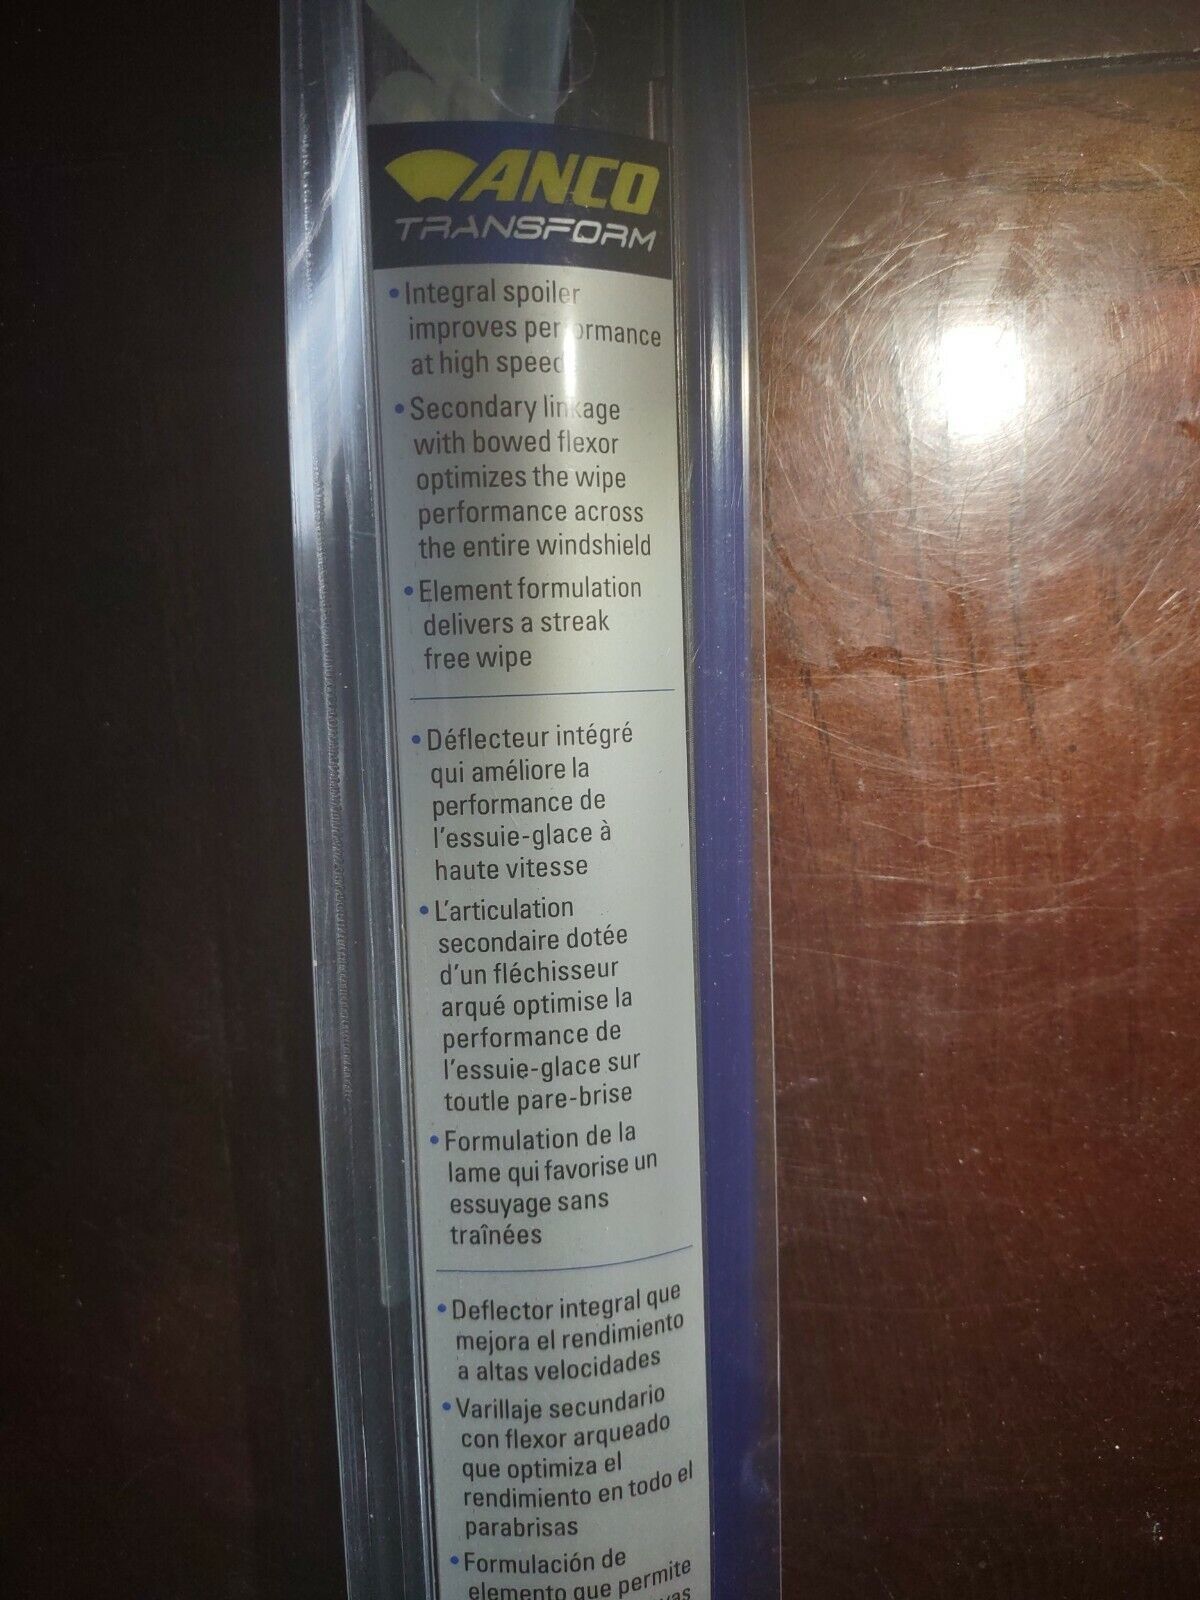 ANCO
TRANSFORM
• Integral spoiler
improves performance
at high speed
• Secondary linkage
with bowed flexor
optimizes the wipe
performance across
the entire windshield
• Element formulation
delivers a streak
free wipe
• Déflecteur intégré
qui améliore la
performance de
l'essuie-glace à
haute vitesse
• L'articulation
secondaire dotée
d'un fléchisseur
arqué optimise la
performance de
l'essuie-glace sur
toutle pare-brise
• Formulation de la
lame qui favorise un
essuyage sans
traînées
• Deflector integral que
mejora el rendimiento
a altas velocidades
• Varillaje secundario
con flexor arqueado
que optimiza el
rendimiento en todo el
parabrisas
• Formulación de
elemento que permite